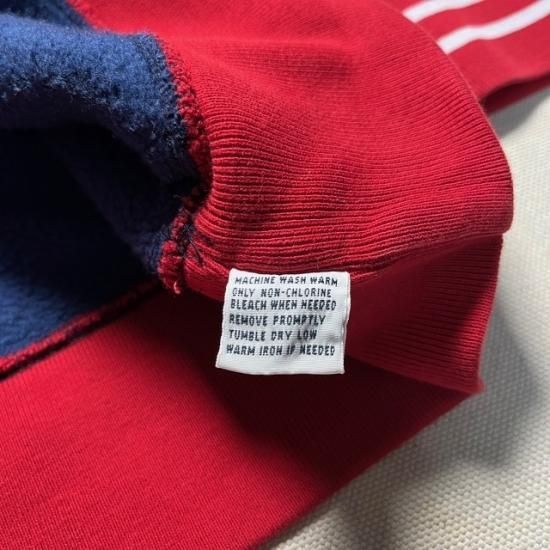 MACHINE WASH WARM
ONLY NON-CHLORINE
BLEACH WHEN NEEDED
REMOVE PROMPTLY
TUMBLE DRY LOW
WARM IRON IF NEEDED